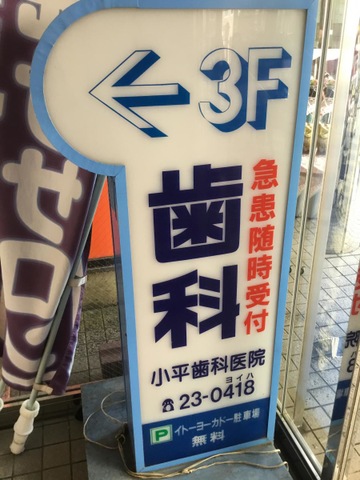 ← 3F
歯科
急患随時受付
小平歯科医院
☎23-0418
ヨイハ
P イトーヨーカドー駐車場
無料